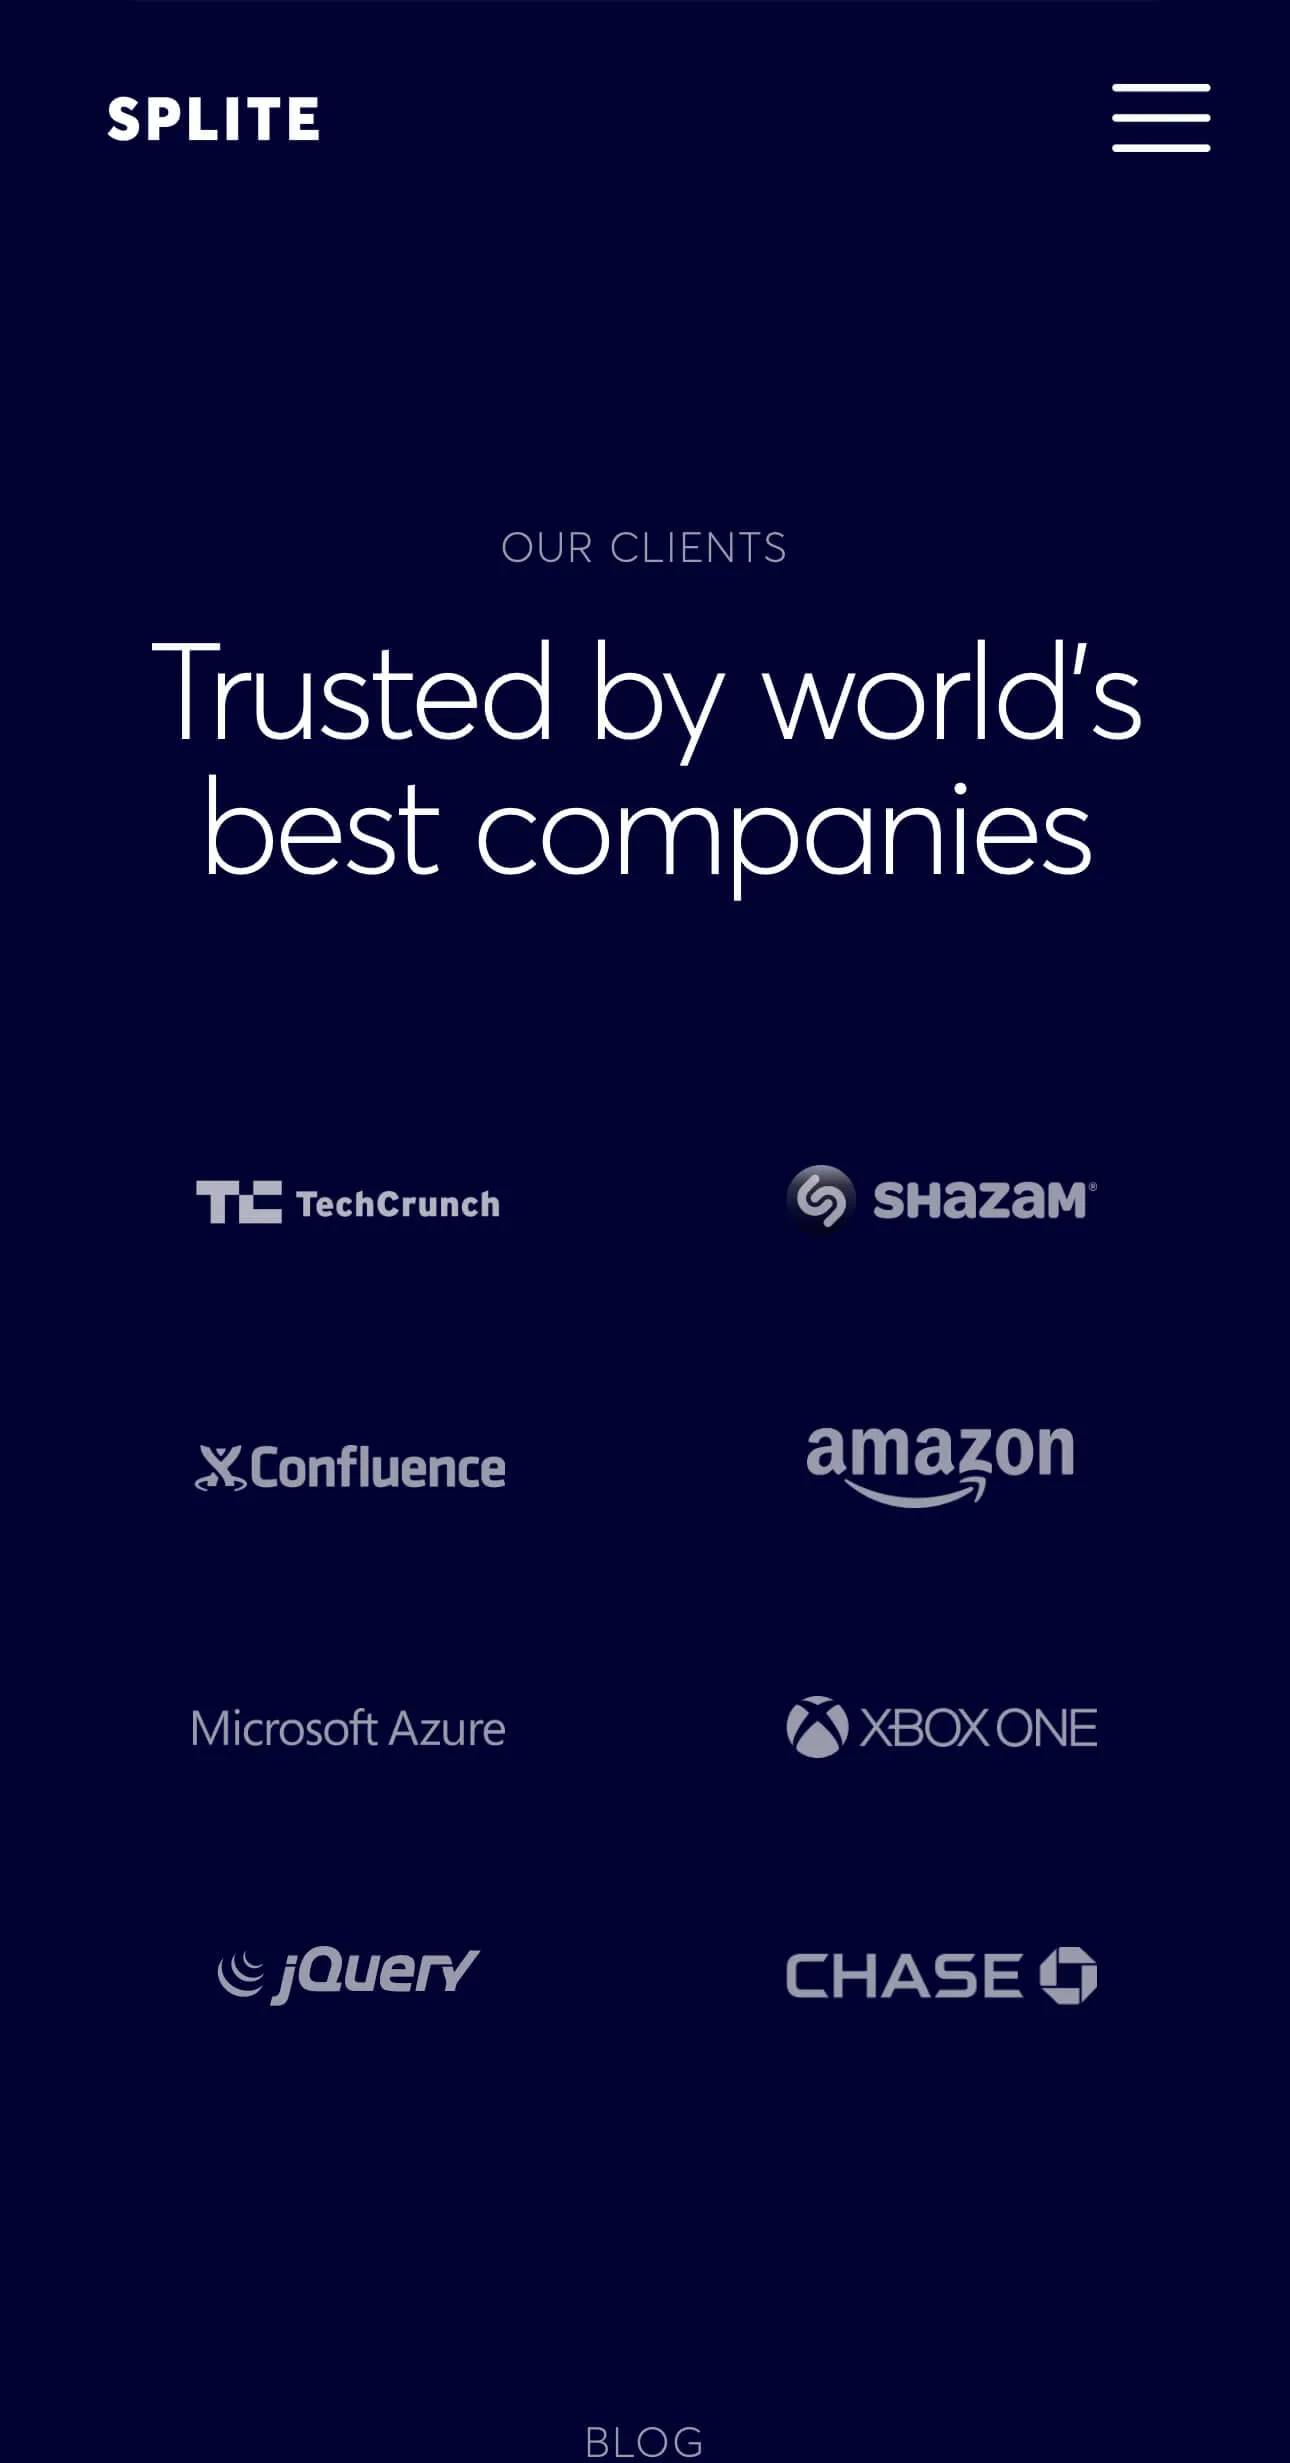 SPLITE
OUR CLIENTS
Trusted by world's
best companies
TC TechCrunch
SHAZAM®
Confluence
amazon
Microsoft Azure
XBOX ONE
jQuery
CHASE
BLOG